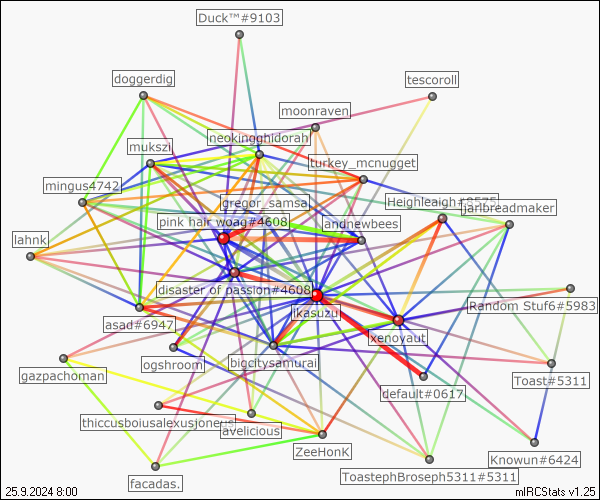 Duck™#9103
doggerdig
tescoroll
moonraven
neokingghidorah
mukszi
turkey_mcnugget
mingus4742
gregor_samsa
Heighleaigh#8575
jarlbreadmaker
pink hair woag#4608
andnewbees
lahnk
disaster of passion#4608
Random Stuf6#5983
asad#6947
ikasuzu
xenoyaut
ogshroom
bigcitysamurai
gazpachoman
default#0617
Toast#5311
thiccusboiusalexusjoneus
avelicious
ZeeHonK
Knowun#6424
facadas.
ToastephBroseph5311#5311
25.9.2024 8:00
mIRCStats v1.25